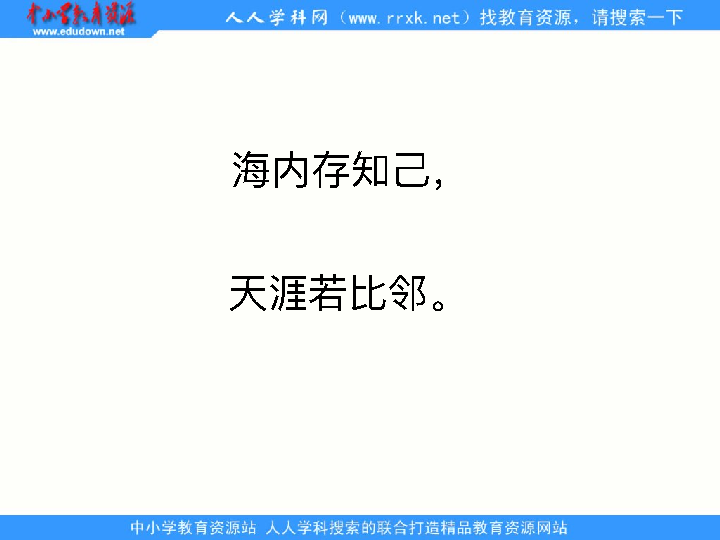 中小学教育资源
www.edudown.net
人人学科网（www.rrxk.net）找教育资源，请搜索一下
海内存知己，
天涯若比邻。
中小学教育资源站 人人学科搜索的联合打造精品教育资源网站